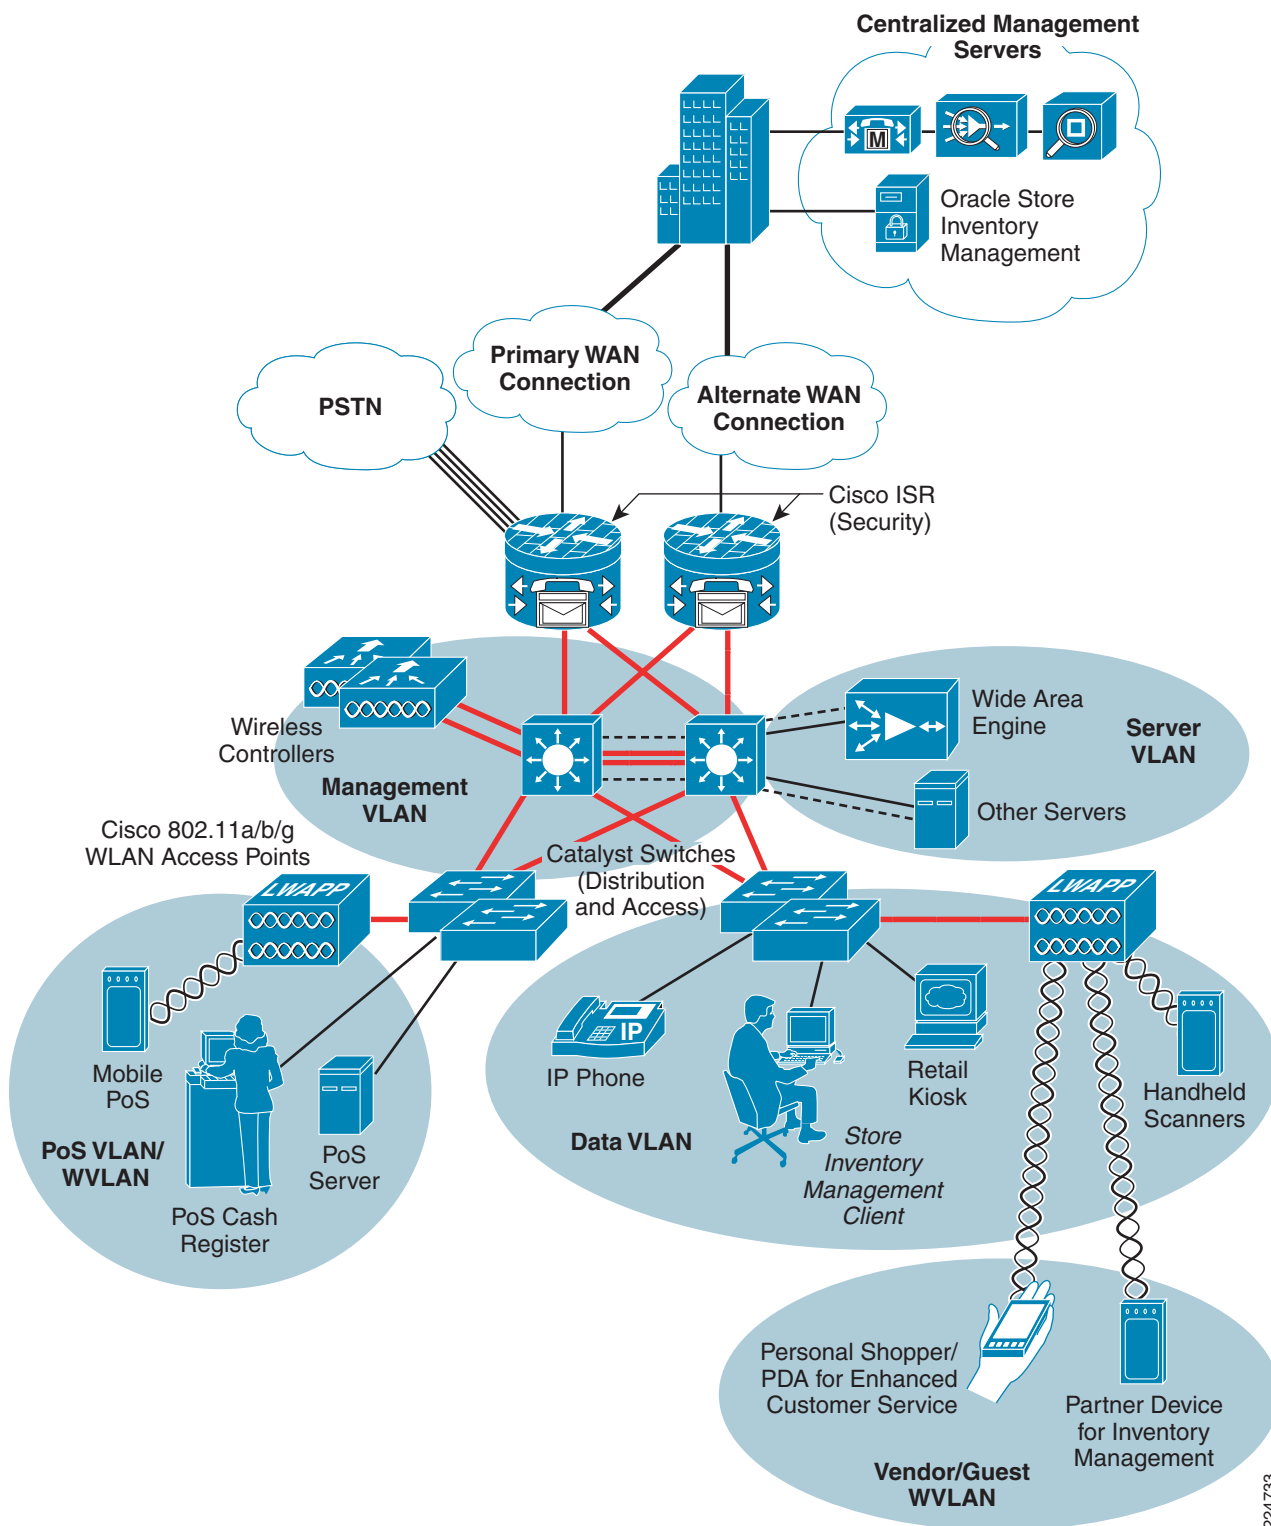 Centralized Management
Servers
M
Oracle Store
Inventory
Management
Primary WAN
Connection
PSTN
Alternate WAN
Connection
Cisco ISR
(Security)
Wireless
Controllers
Management
VLAN
Wide Area
Engine
Server
VLAN
Other Servers
Cisco 802.11a/b/g
WLAN Access Points
Catalyst Switches
(Distribution
and Access)
LWAPP
LWAPP
Mobile
PoS
PoS VLAN/
WVLAN
PoS
Server
PoS Cash
Register
IP
IP Phone
Data VLAN
Store
Inventory
Management
Client
Retail
Kiosk
Handheld
Scanners
Personal Shopper/
PDA for Enhanced
Customer Service
Partner Device
for Inventory
Management
Vendor/Guest
WVLAN
224733